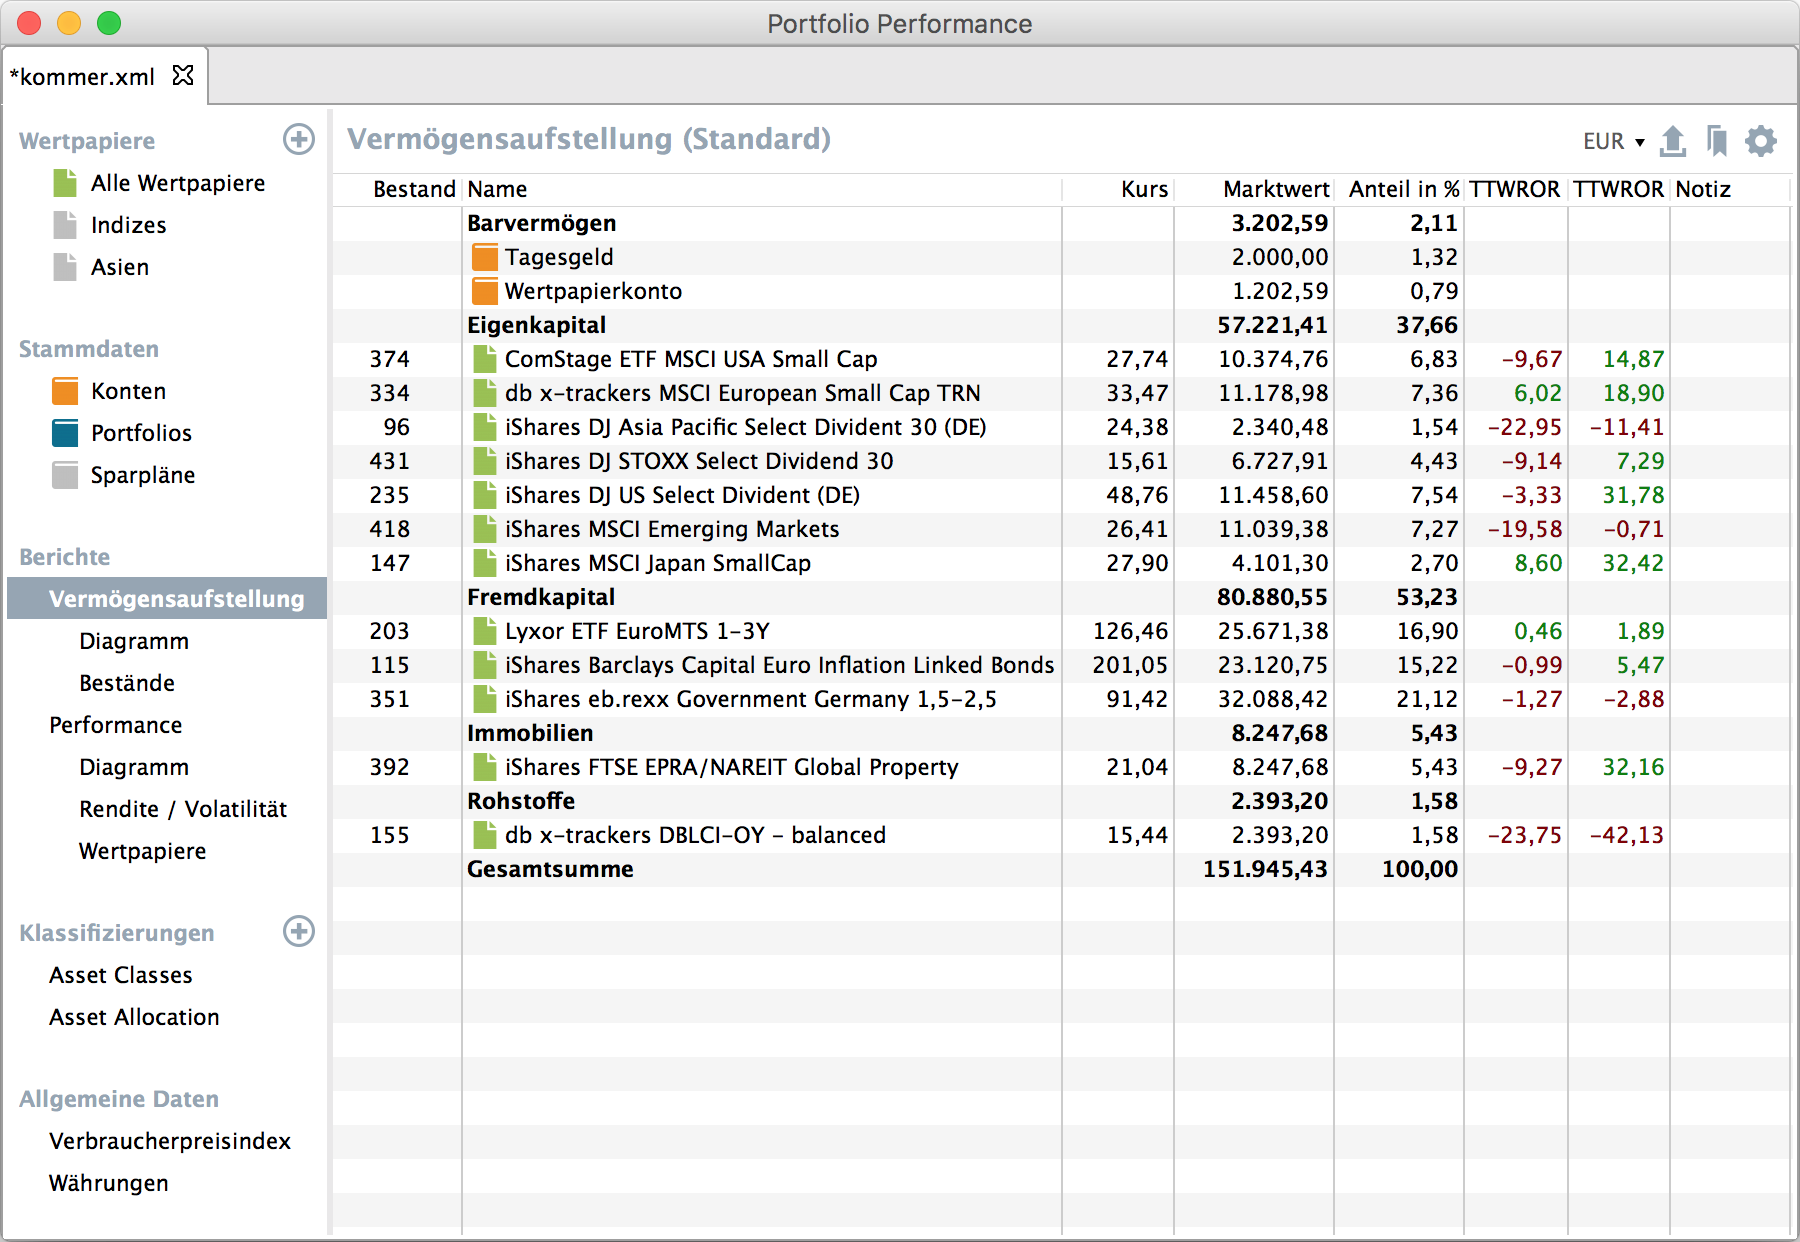 Portfolio Performance
*kommer.xml
Wertpapiere
Alle Wertpapiere
Indizes
Asien
Stammdaten
Konten
Portfolios
Sparpläne
Berichte
Vermögensaufstellung
Diagramm
Bestände
Performance
Diagramm
Rendite / Volatilität
Wertpapiere
Klassifizierungen
Asset Classes
Asset Allocation
Allgemeine Daten
Verbraucherpreisindex
Währungen
Vermögensaufstellung (Standard)
EUR
Bestand Name Kurs Marktwert Anteil in % TTWROR TTWROR Notiz
Barvermögen 3.202,59 2,11
Tagesgeld 2.000,00 1,32
Wertpapierkonto 1.202,59 0,79
Eigenkapital 57.221,41 37,66
374 ComStage ETF MSCI USA Small Cap 27,74 10.374,76 6,83 −9,67 14,87
334 db x-trackers MSCI European Small Cap TRN 33,47 11.178,98 7,36 6,02 18,90
96 iShares DJ Asia Pacific Select Divident 30 (DE) 24,38 2.340,48 1,54 −22,95 −11,41
431 iShares DJ STOXX Select Dividend 30 15,61 6.727,91 4,43 −9,14 7,29
235 iShares DJ US Select Divident (DE) 48,76 11.458,60 7,54 −3,33 31,78
418 iShares MSCI Emerging Markets 26,41 11.039,38 7,27 −19,58 −0,71
147 iShares MSCI Japan SmallCap 27,90 4.101,30 2,70 8,60 32,42
Fremdkapital 80.880,55 53,23
203 Lyxor ETF EuroMTS 1-3Y 126,46 25.671,38 16,90 0,46 1,89
115 iShares Barclays Capital Euro Inflation Linked Bonds 201,05 23.120,75 15,22 −0,99 5,47
351 iShares eb.rexx Government Germany 1,5-2,5 91,42 32.088,42 21,12 −1,27 −2,88
Immobilien 8.247,68 5,43
392 iShares FTSE EPRA/NAREIT Global Property 21,04 8.247,68 5,43 −9,27 32,16
Rohstoffe 2.393,20 1,58
155 db x-trackers DBLCI-OY - balanced 15,44 2.393,20 1,58 −23,75 −42,13
Gesamtsumme 151.945,43 100,00